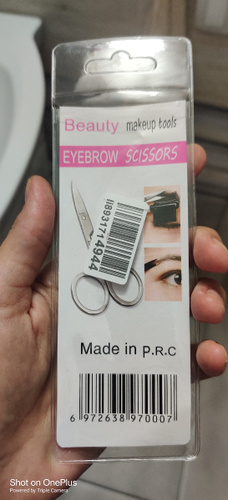 Beauty makeup tools
EYEBROW SCISSORS
118931714944
Made in P.R.C
6 972638 970007
Shot on OnePlus
Powered by Triple Camera